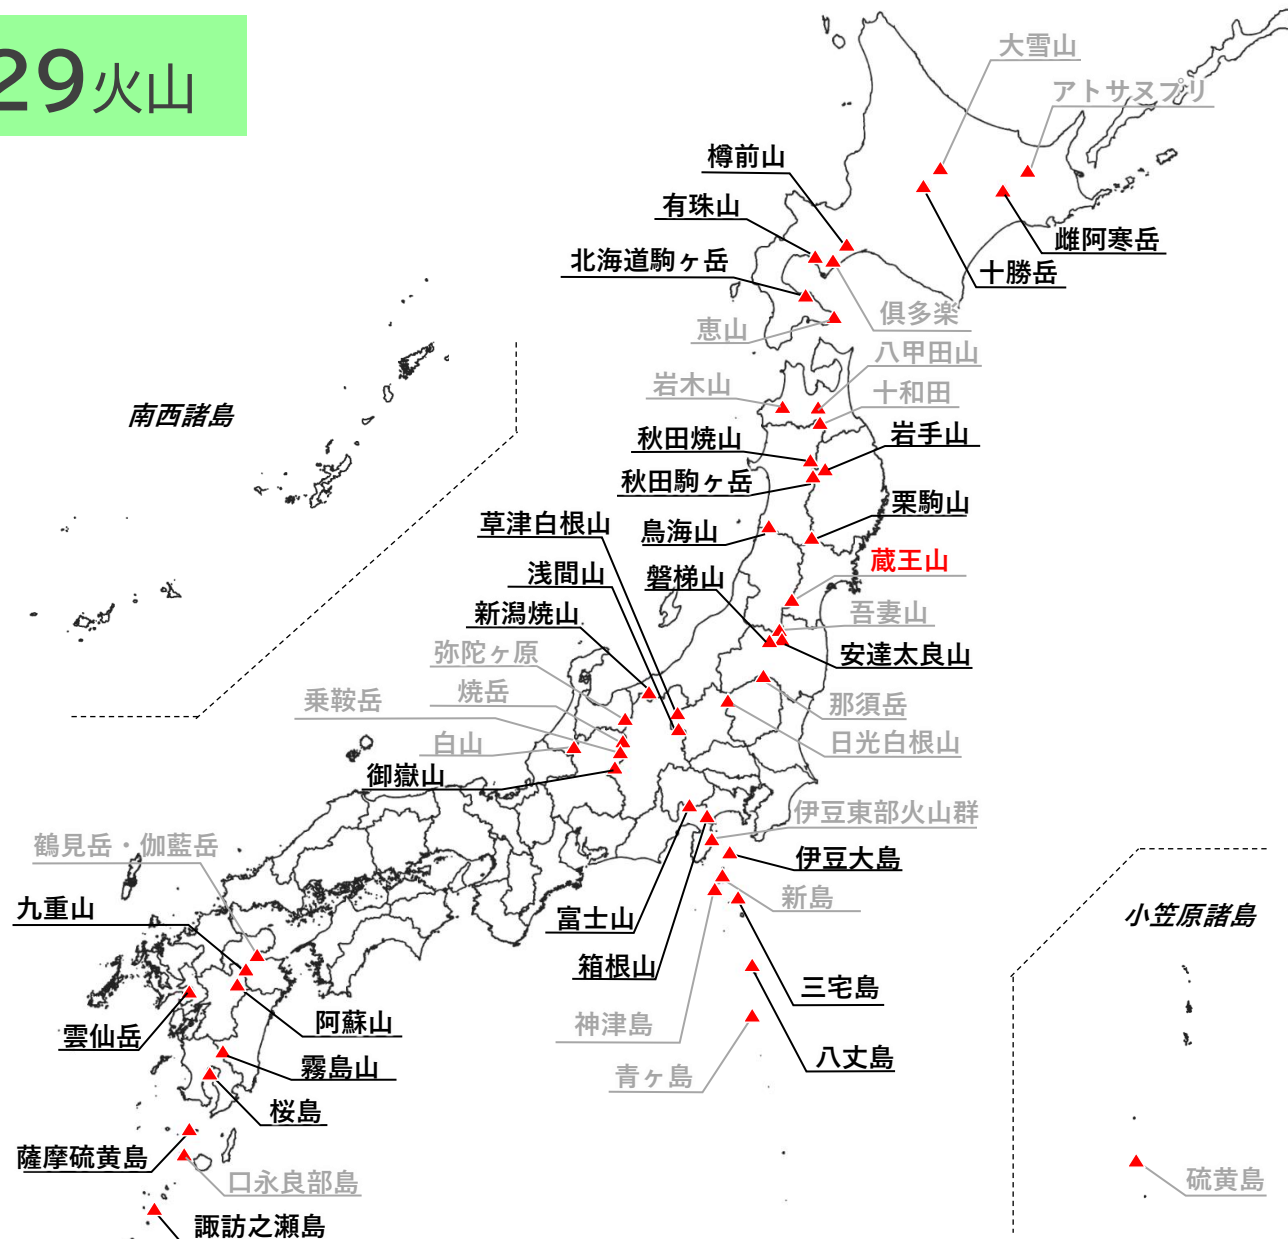 29火山
大雪山
アトサヌプリ
樽前山
有珠山
雌阿寒岳
北海道駒ヶ岳
十勝岳
倶多楽
恵山
八甲田山
岩木山
十和田
南西諸島
秋田焼山
岩手山
秋田駒ヶ岳
栗駒山
草津白根山
鳥海山
蔵王山
浅間山
磐梯山
新潟焼山
吾妻山
弥陀ヶ原
安達太良山
焼岳
乗鞍岳
那須岳
白山
日光白根山
御嶽山
伊豆東部火山群
鶴見岳・伽藍岳
伊豆大島
新島
九重山
富士山
小笠原諸島
箱根山
三宅島
阿蘇山
神津島
雲仙岳
八丈島
霧島山
青ヶ島
桜島
薩摩硫黄島
口永良部島
硫黄島
諏訪之瀬島